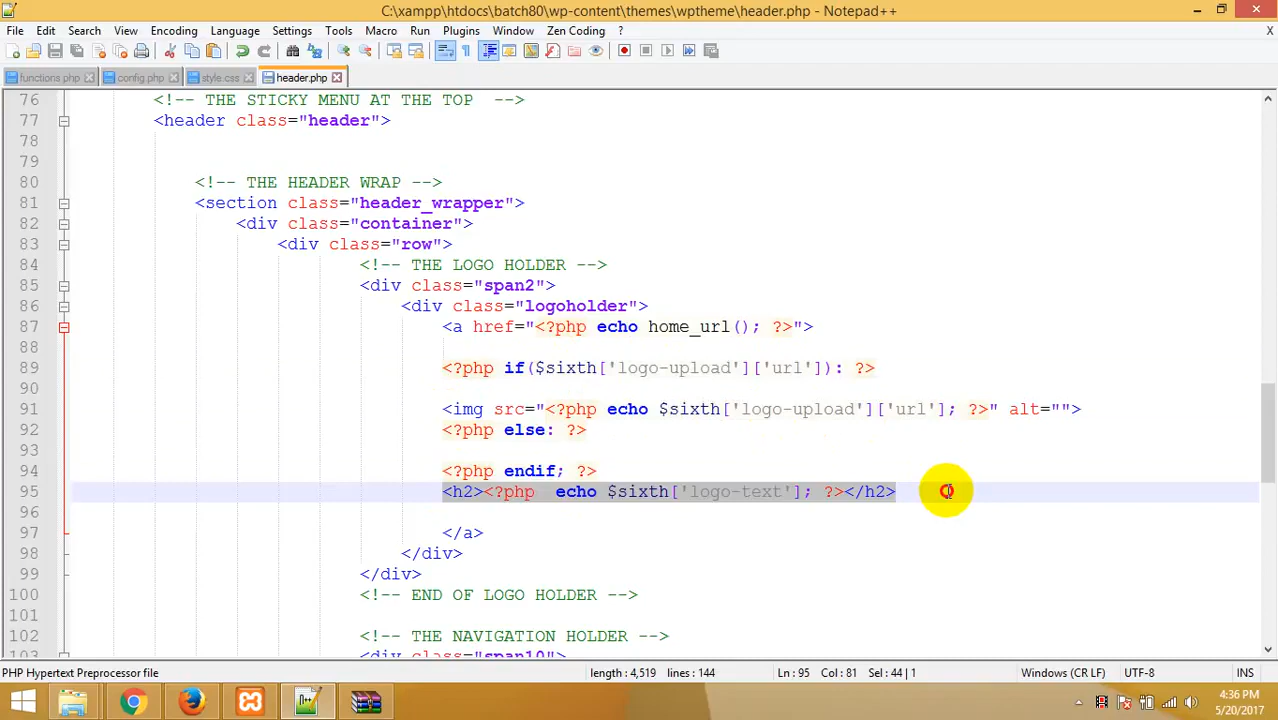 C:\xampp\htdocs\batch80\wp-content\themes\wptheme\header.php - Notepad++
File Edit Search View Encoding Language Settings Tools Macro Run Plugins Window Zen Coding ? X
functions.php config.php style.css header.php
76 <!-- THE STICKY MENU AT THE TOP -->
77 <header class="header">
78
79
80 <!-- THE HEADER WRAP -->
81 <section class="header_wrapper">
82 <div class="container">
83 <div class="row">
84 <!-- THE LOGO HOLDER -->
85 <div class="span2">
86 <div class="logoholder">
87 <a href="<?php echo home_url(); ?>">
88
89 <?php if($sixth['logo-upload']['url']): ?>
90
91 <img src="<?php echo $sixth['logo-upload']['url']; ?>" alt="">
92 <?php else: ?>
93
94 <?php endif; ?>
95 <h2><?php  echo $sixth['logo-text']; ?></h2>
96
97 </a>
98 </div>
99 </div>
100 <!-- END OF LOGO HOLDER -->
101
102 <!-- THE NAVIGATION HOLDER -->
103 <div class="span10">
PHP Hypertext Preprocessor file length : 4,519 lines : 144 Ln : 95 Col : 81 Sel : 44 | 1 Windows (CR LF) UTF-8 INS
4:36 PM
5/20/2017